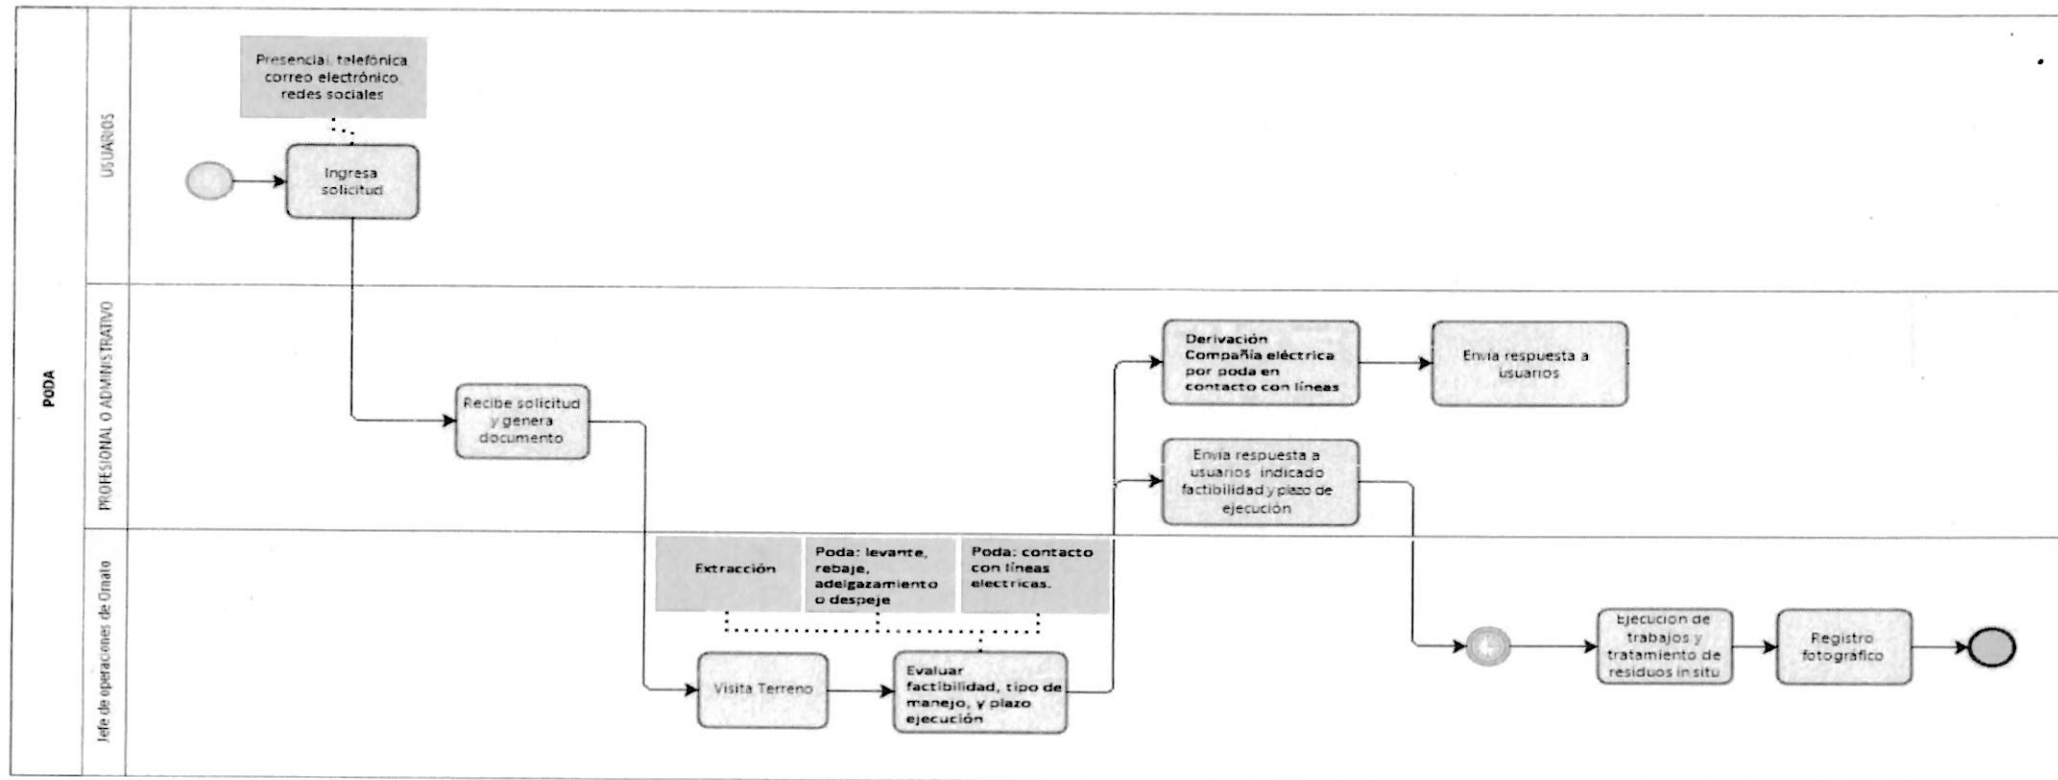 PODA
USUARIOS
Presencial, telefónica
correo electrónico
redes sociales
Ingresa
solicitud
PROFESIONAL O ADMINISTRATIVO
Recibe solicitud
y genera
documento
Derivación
Compañía eléctrica
por poda en
contacto con líneas
Envía respuesta a
usuarios
Envía respuesta a
usuarios indicado
factibilidad y plazo de
ejecución
Jefe de operaciones de Ornato
Extracción
Poda: levante,
rebaje,
adelgazamiento
o despeje
Poda: contacto
con líneas
electricas.
Visita Terreno
Evaluar
factibilidad, tipo de
manejo, y plazo
ejecución
Ejecución de
trabajos y
tratamiento de
residuos in situ
Registro
fotográfico